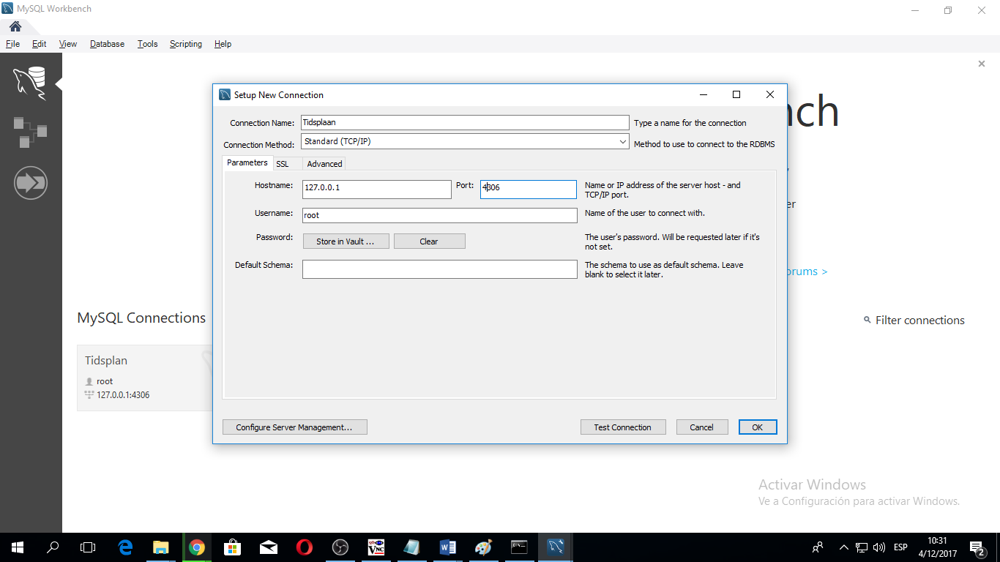 MySQL Workbench
File Edit View Database Tools Scripting Help
nch
Setup New Connection
Connection Name: Tidsplaan Type a name for the connection
Connection Method: Standard (TCP/IP) Method to use to connect to the RDBMS
Parameters SSL Advanced
Hostname: 127.0.0.1 Port: 4306 Name or IP address of the server host - and
TCP/IP port.
er
Username: root Name of the user to connect with.
Password: Store in Vault ... Clear The user's password. Will be requested later if it's
not set.
Default Schema: The schema to use as default schema. Leave
blank to select it later.
orums >
MySQL Connections
Filter connections
Tidsplan
root
127.0.0.1:4306
Configure Server Management... Test Connection Cancel OK
Activar Windows
Ve a Configuración para activar Windows.
VNC
ESP
10:31
4/12/2017
2